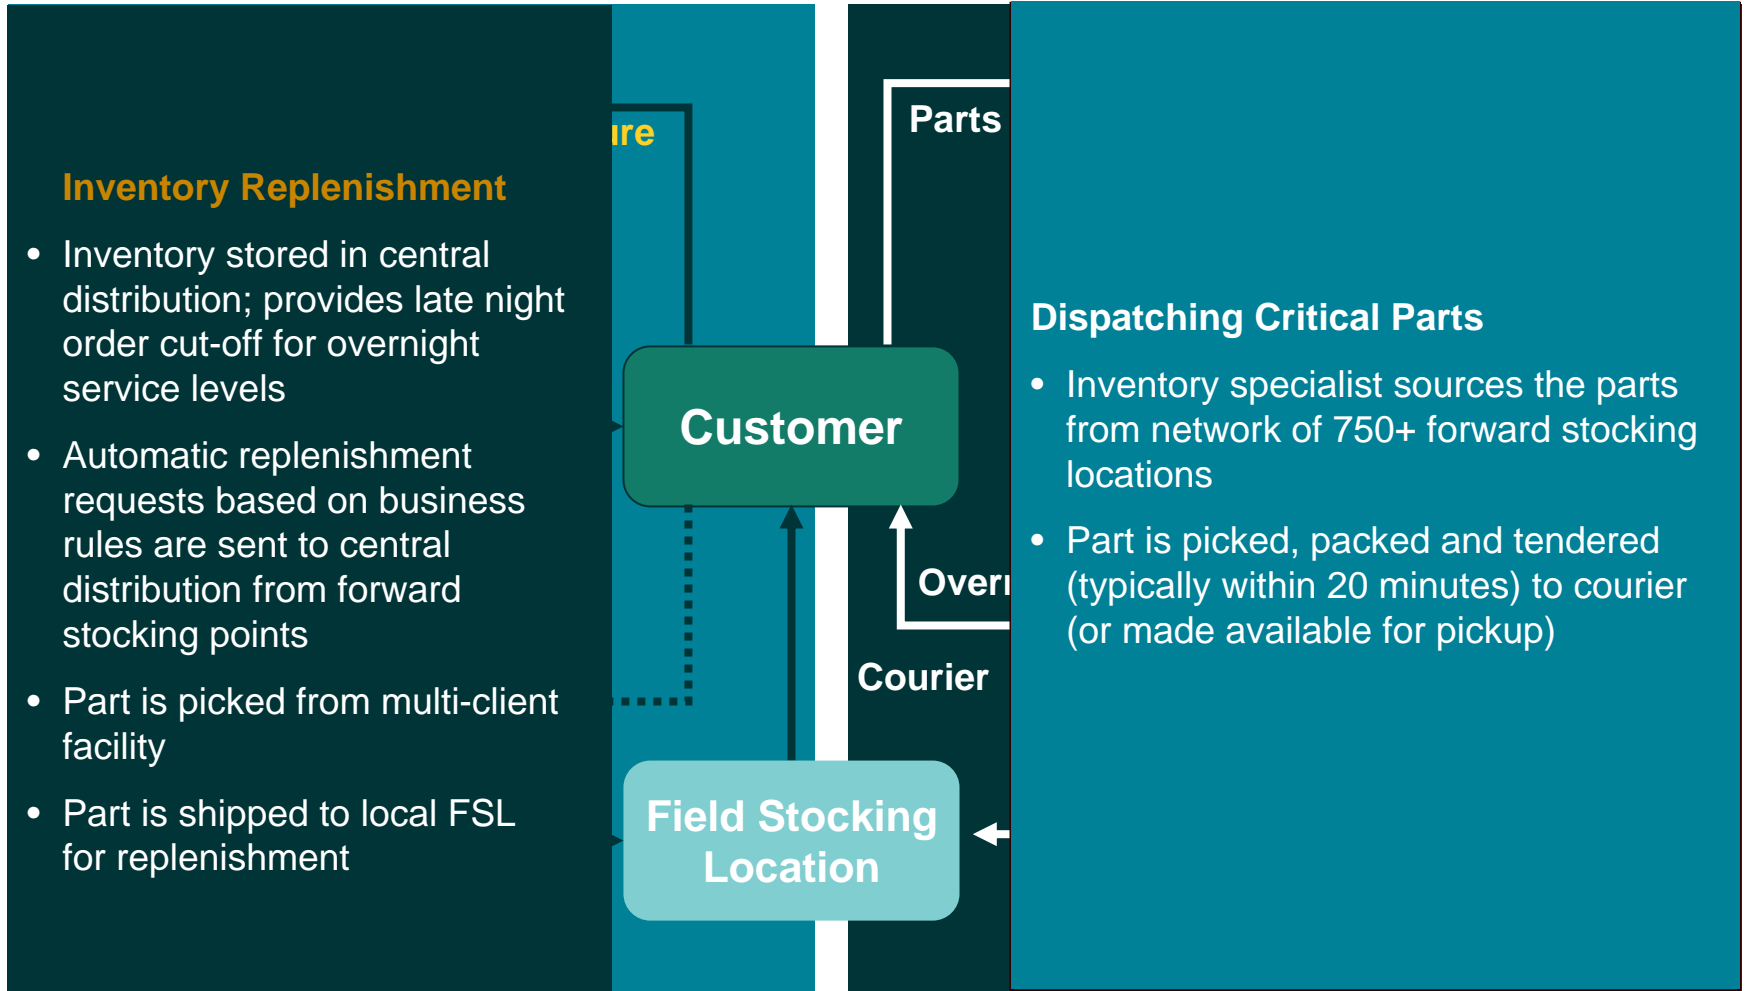 Inventory Replenishment
• Inventory stored in central
distribution; provides late night
order cut-off for overnight
service levels
• Automatic replenishment
requests based on business
rules are sent to central
distribution from forward
stocking points
• Part is picked from multi-client
facility
• Part is shipped to local FSL
for replenishment
Parts
Customer
Courier
Field Stocking
Location
Dispatching Critical Parts
• Inventory specialist sources the parts
from network of 750+ forward stocking
locations
• Part is picked, packed and tendered
(typically within 20 minutes) to courier
(or made available for pickup)